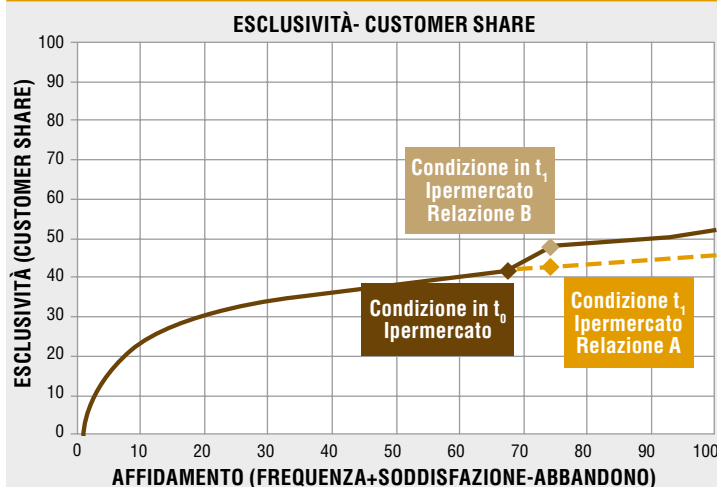 ESCLUSIVITÀ- CUSTOMER SHARE
ESCLUSIVITÀ (CUSTOMER SHARE)
100
90
80
70
60
50
40
30
20
10
0
Condizione in t1
Ipermercato
Relazione B
Condizione in t0
Ipermercato
Condizione t1
Ipermercato
Relazione A
0 10 20 30 40 50 60 70 80 90 100
AFFIDAMENTO (FREQUENZA+SODDISFAZIONE-ABBANDONO)